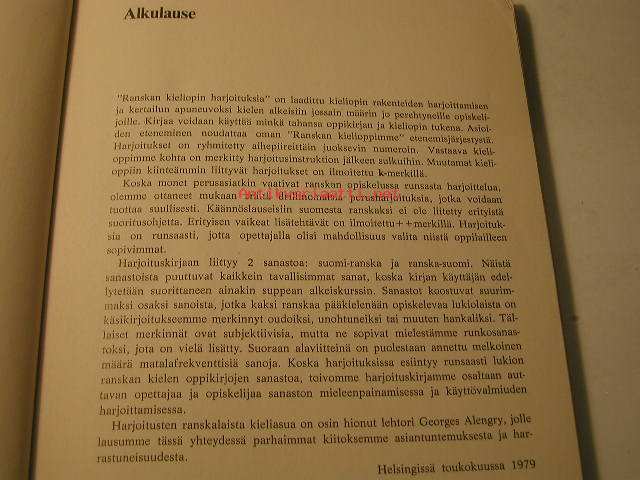 Alkulause
"Ranskan kieliopin harjoituksia" on laadittu kieliopin rakenteiden harjoittamisen
ja kertailun apuneuvoksi kielen alkeisiin jossain määrin jo perehtyneille opiskeli-
joille. Kirjaa voidaan käyttää minkä tahansa oppikirjan ja kieliopin tukena. Asioi-
den eteneminen noudattaa oman "Ranskan kielioppimme" etenemisjärjestystä.
Harjoitukset on ryhmitetty aihepiireittäin juoksevin numeroin. Vastaava kieli-
oppimme kohta on merkitty harjoitusinstruktion jälkeen sulkuihin. Muutamat kieli-
oppiin kiinteämmin liittyvät harjoitukset on ilmoitettu k-merkillä.
Koska monet perusasiatkin vaativat ranskan opiskelussa runsasta harjoittelua,
olemme ottaneet mukaan perusharjoituksia, jotka voidaan
tuottaa suullisesti. Käännöslauseisiin suomesta ranskaksi ei ole liitetty erityistä
suoritusohjetta. Erityisen vaikeat lisätehtävät on ilmoitettu++merkillä. Harjoituk-
sia on runsaasti, jotta opettajalla olisi mahdollisuus valita niistä oppilailleen
sopivimmat.
Harjoituskirjaan liittyy 2 sanastoa: suomi-ranska ja ranska-suomi. Näistä
sanastoista puuttuvat kaikkein tavallisimmat sanat, koska kirjan käyttäjän edel-
lytetään suorittaneen ainakin suppean alkeiskurssin. Sanastot koostuvat suurim-
maksi osaksi sanoista, jotka kaksi ranskaa pääkielenään opiskelevaa lukiolaista on
käsikirjoitukseemme merkinnyt oudoiksi, unohtuneiksi tai muuten hankaliksi. Täl-
laiset merkinnät ovat subjektiivisia, mutta ne sopivat mielestämme runkosanas-
toksi, jota on vielä lisätty. Suoraan alaviitteinä on puolestaan annettu melkoinen
määrä matalafrekventtisiä sanoja. Koska harjoituksissa esiintyy runsaasti lukion
ranskan kielen oppikirjojen sanastoa, toivomme harjoituskirjamme osaltaan aut-
tavan opettajaa ja opiskelijaa sanaston mieleenpainamisessa ja käyttövalmiuden
harjoittamisessa.
Harjoitusten ranskalaista kieliasua on osin hionut lehtori Georges Alengry, jolle
lausumme tässä yhteydessä parhaimmat kiitoksemme asiantuntemuksesta ja har-
rastuneisuudesta.
Helsingissä toukokuussa 1979